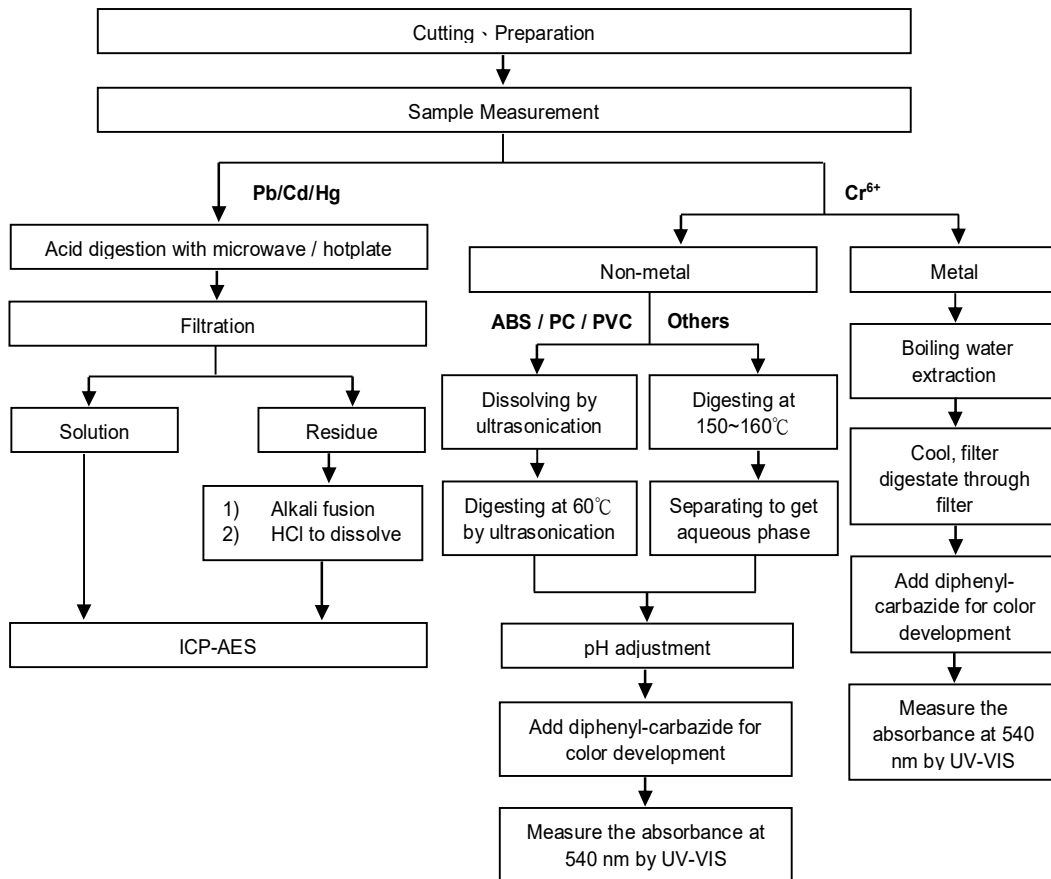 Cutting、Preparation
Sample Measurement
Pb/Cd/Hg
Cr⁶⁺
Acid digestion with microwave / hotplate
Non-metal
Metal
Filtration
ABS / PC / PVC
Others
Boiling water
extraction
Solution
Residue
Dissolving by
ultrasonication
Digesting at
150~160℃
Cool, filter
digestate through
filter
1) Alkali fusion
2) HCl to dissolve
Digesting at 60℃
by ultrasonication
Separating to get
aqueous phase
Add diphenyl-
carbazide for color
development
ICP-AES
pH adjustment
Measure the
absorbance at 540
nm by UV-VIS
Add diphenyl-carbazide for
color development
Measure the absorbance at
540 nm by UV-VIS